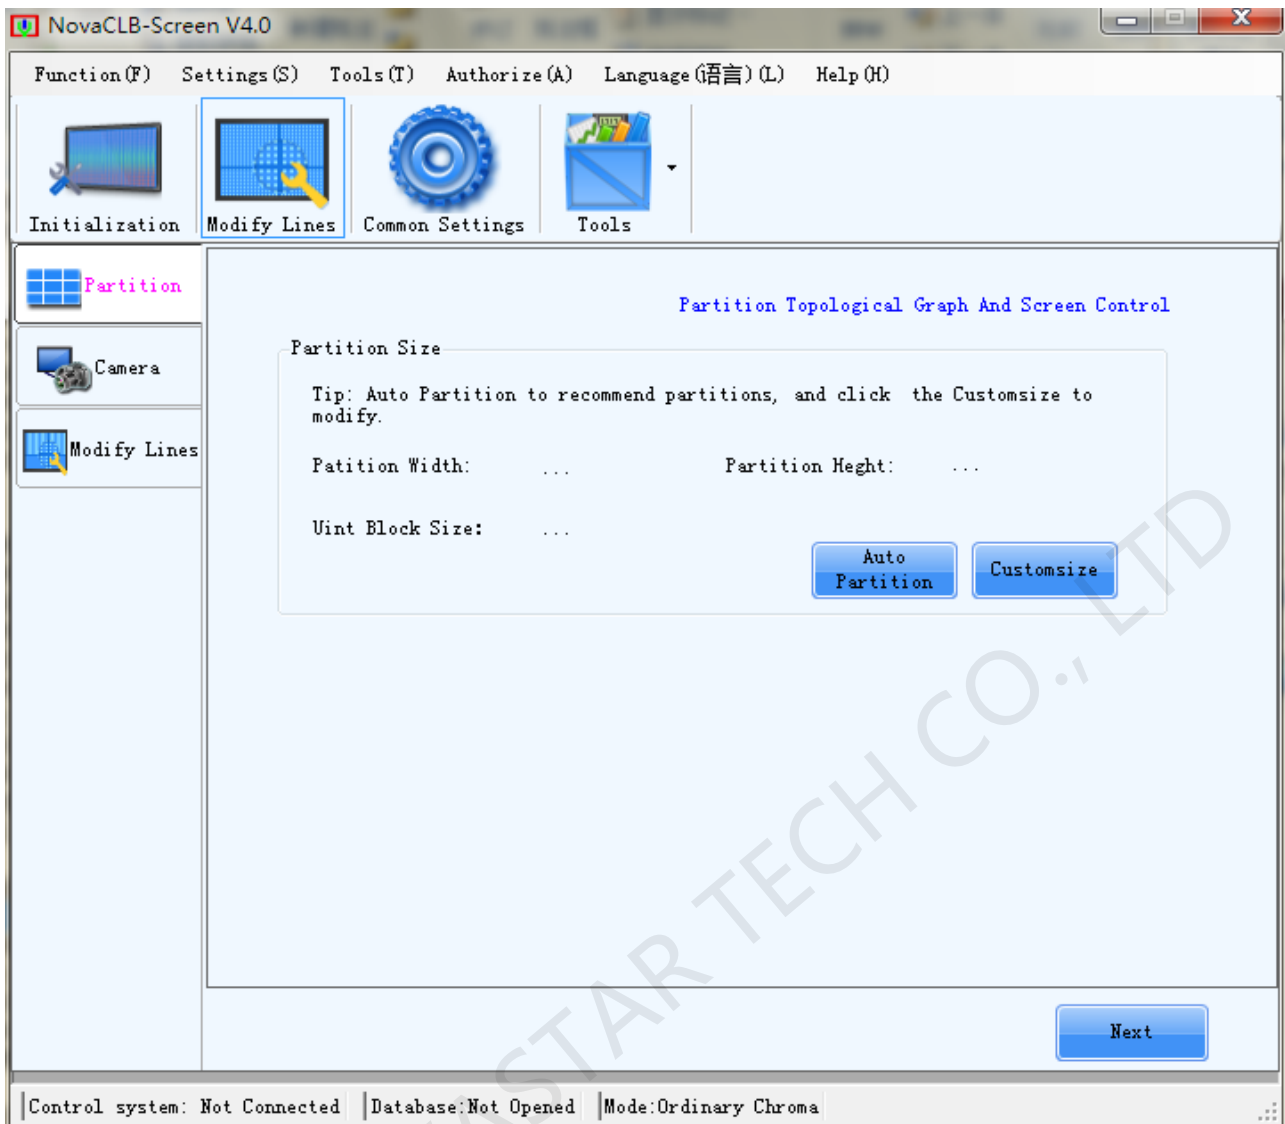 NovaCLB-Screen V4.0
Function(F) Settings(S) Tools(T) Authorize(A) Language(语言)(L) Help(H)
Initialization Modify Lines Common Settings Tools
Partition
Camera
Modify Lines
Partition Topological Graph And Screen Control
Partition Size
Tip: Auto Partition to recommend partitions, and click the Customsize to
modify.
Patition Width: ... Partition Heght: ...
Uint Block Size: ...
Auto
Partition
Customsize
Next
Control system: Not Connected Database:Not Opened Mode:Ordinary Chroma
ASTAR TECH CO., LTD